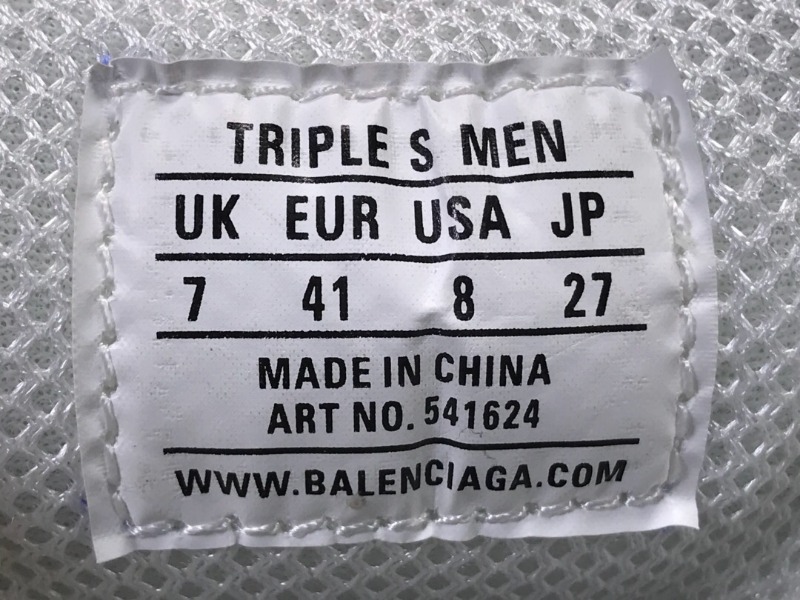 TRIPLE S MEN
UK EUR USA JP
7 41 8 27
MADE IN CHINA
ART NO. 541624
WWW.BALENCIAGA.COM